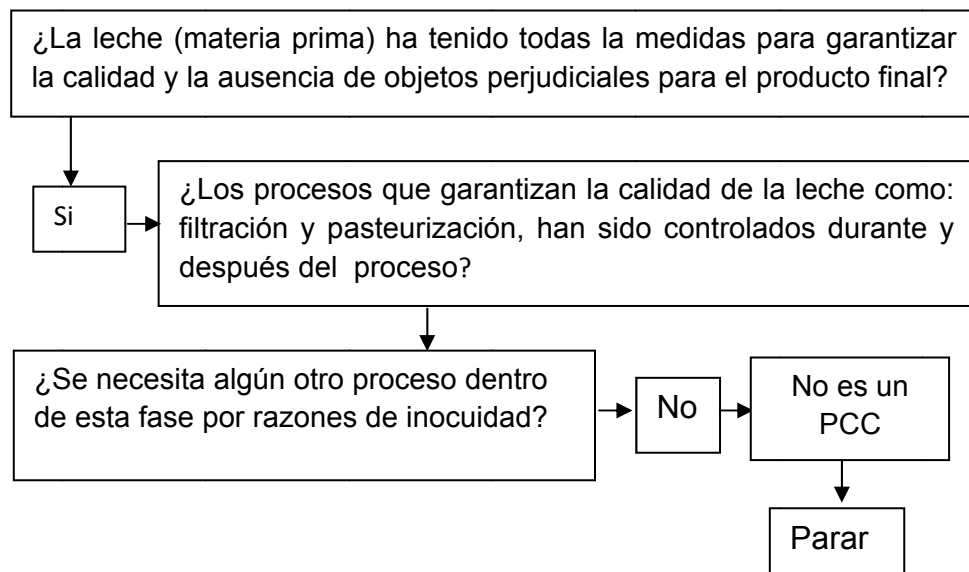 ¿La leche (materia prima) ha tenido todas la medidas para garantizar
la calidad y la ausencia de objetos perjudiciales para el producto final?
Si
¿Los procesos que garantizan la calidad de la leche como:
filtración y pasteurización, han sido controlados durante y
después del proceso?
¿Se necesita algún otro proceso dentro
de esta fase por razones de inocuidad?
No
No es un
PCC
Parar